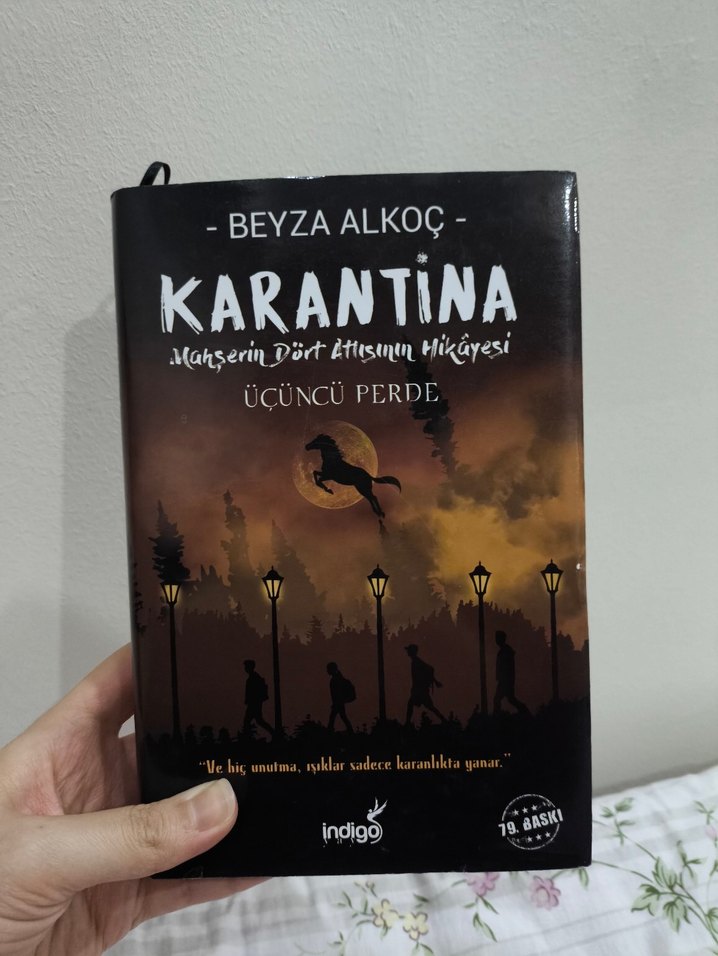 - BEYZA ALKOÇ -
KARANTİNA
Mahşerin Dört Atlısının Hikâyesi
ÜÇÜNCÜ PERDE
“Ve hiç unutma, ışıklar sadece karanlıkta yanar.”
indigo
79. BASKI